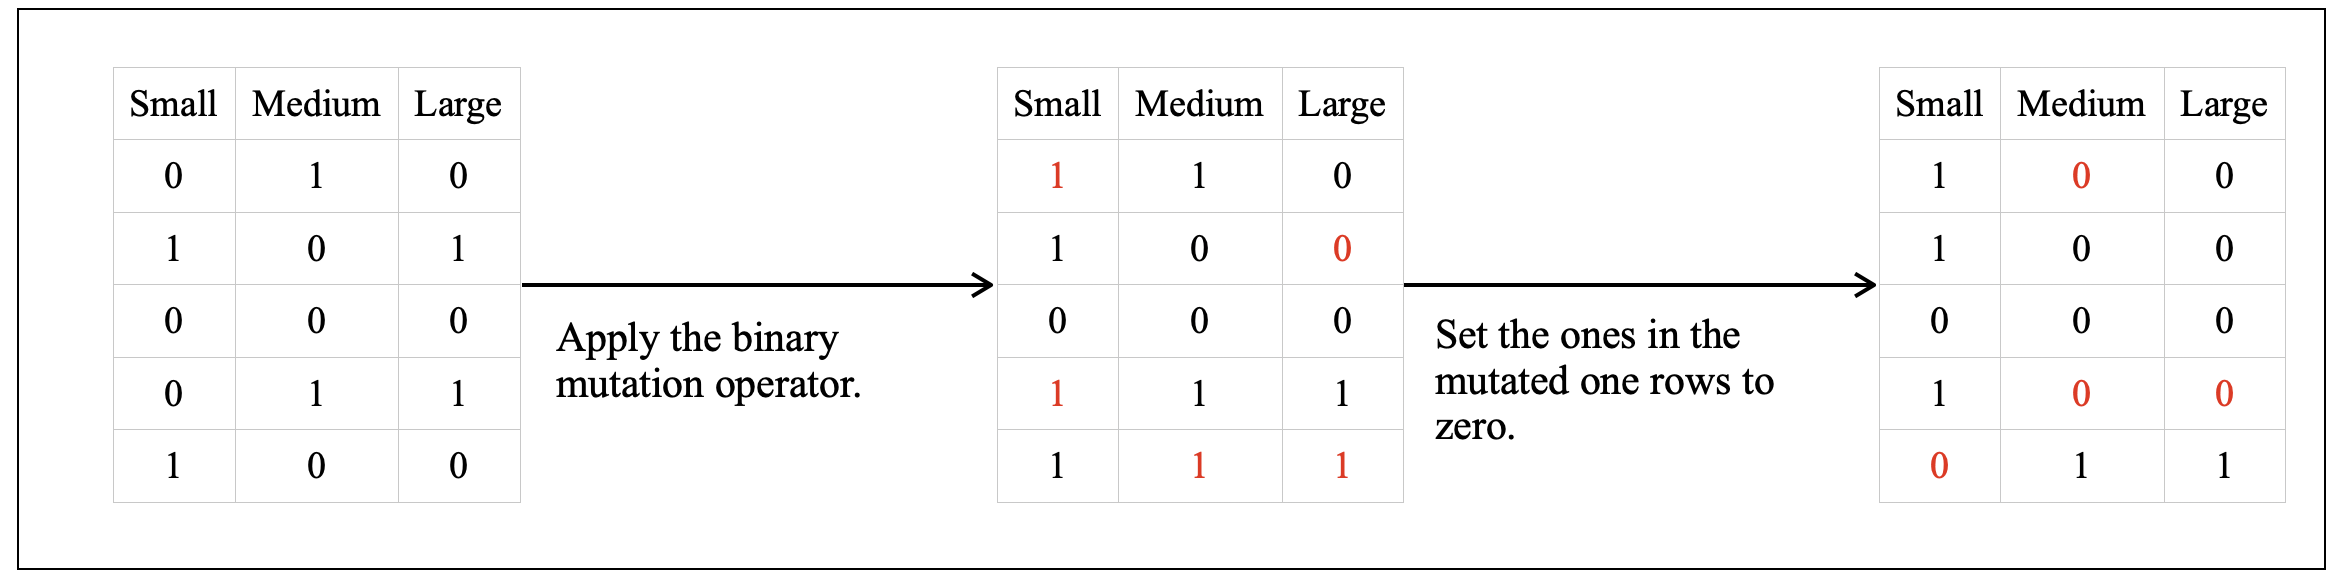 Small Medium Large
0 1 0
1 0 1
0 0 0
0 1 1
1 0 0
Apply the binary
mutation operator.
Small Medium Large
1 1 0
1 0 0
0 0 0
1 1 1
1 1 1
Set the ones in the
mutated one rows to
zero.
Small Medium Large
1 0 0
1 0 0
0 0 0
1 0 0
0 1 1